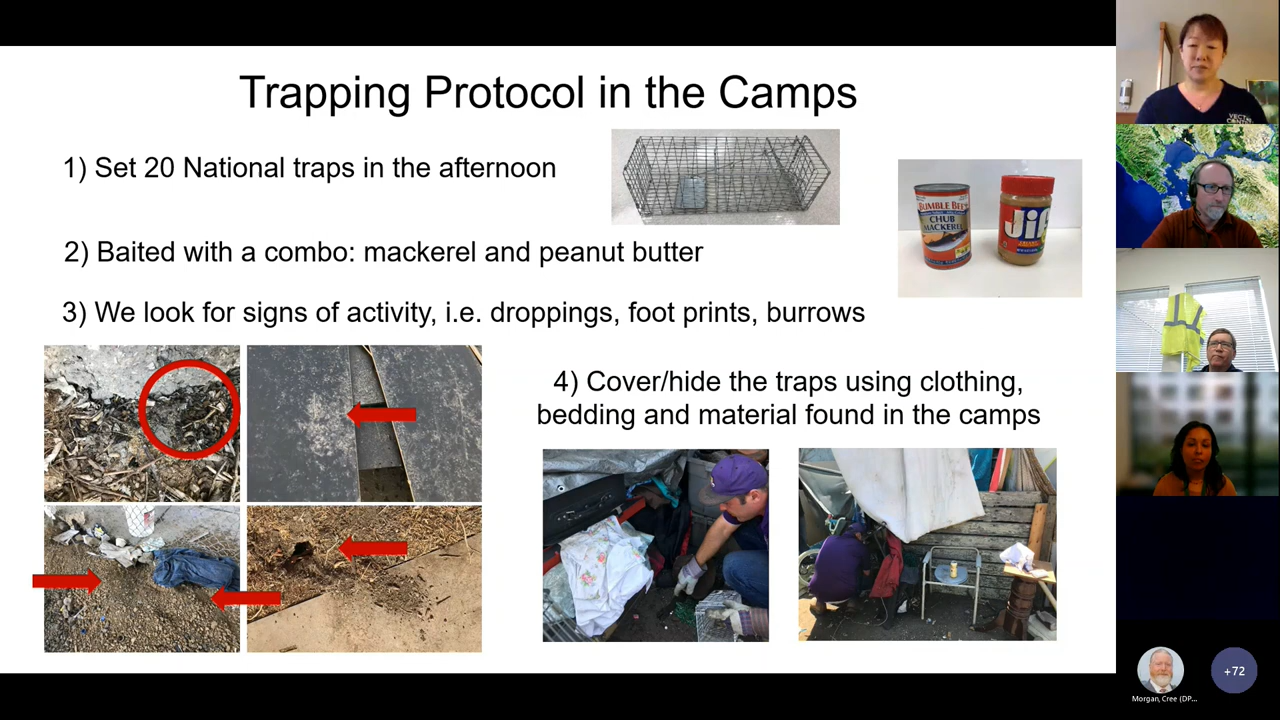 Trapping Protocol in the Camps
1) Set 20 National traps in the afternoon
2) Baited with a combo: mackerel and peanut butter
BUMBLE BEE
CHUB
MACKEREL
Jif
3) We look for signs of activity, i.e. droppings, foot prints, burrows
4) Cover/hide the traps using clothing,
bedding and material found in the camps
Morgan, Cree (DP...
+72